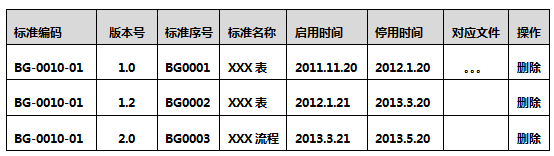 标准编码 版本号 标准序号 标准名称 启用时间 停用时间 对应文件 操作
BG-0010-01 1.0 BG0001 XXX 表 2011.11.20 2012.1.20 。。。 删除
BG-0010-01 1.2 BG0002 XXX 表 2012.1.21 2013.3.20 删除
BG-0010-01 2.0 BG0003 XXX 流程 2013.3.21 2013.5.20 删除